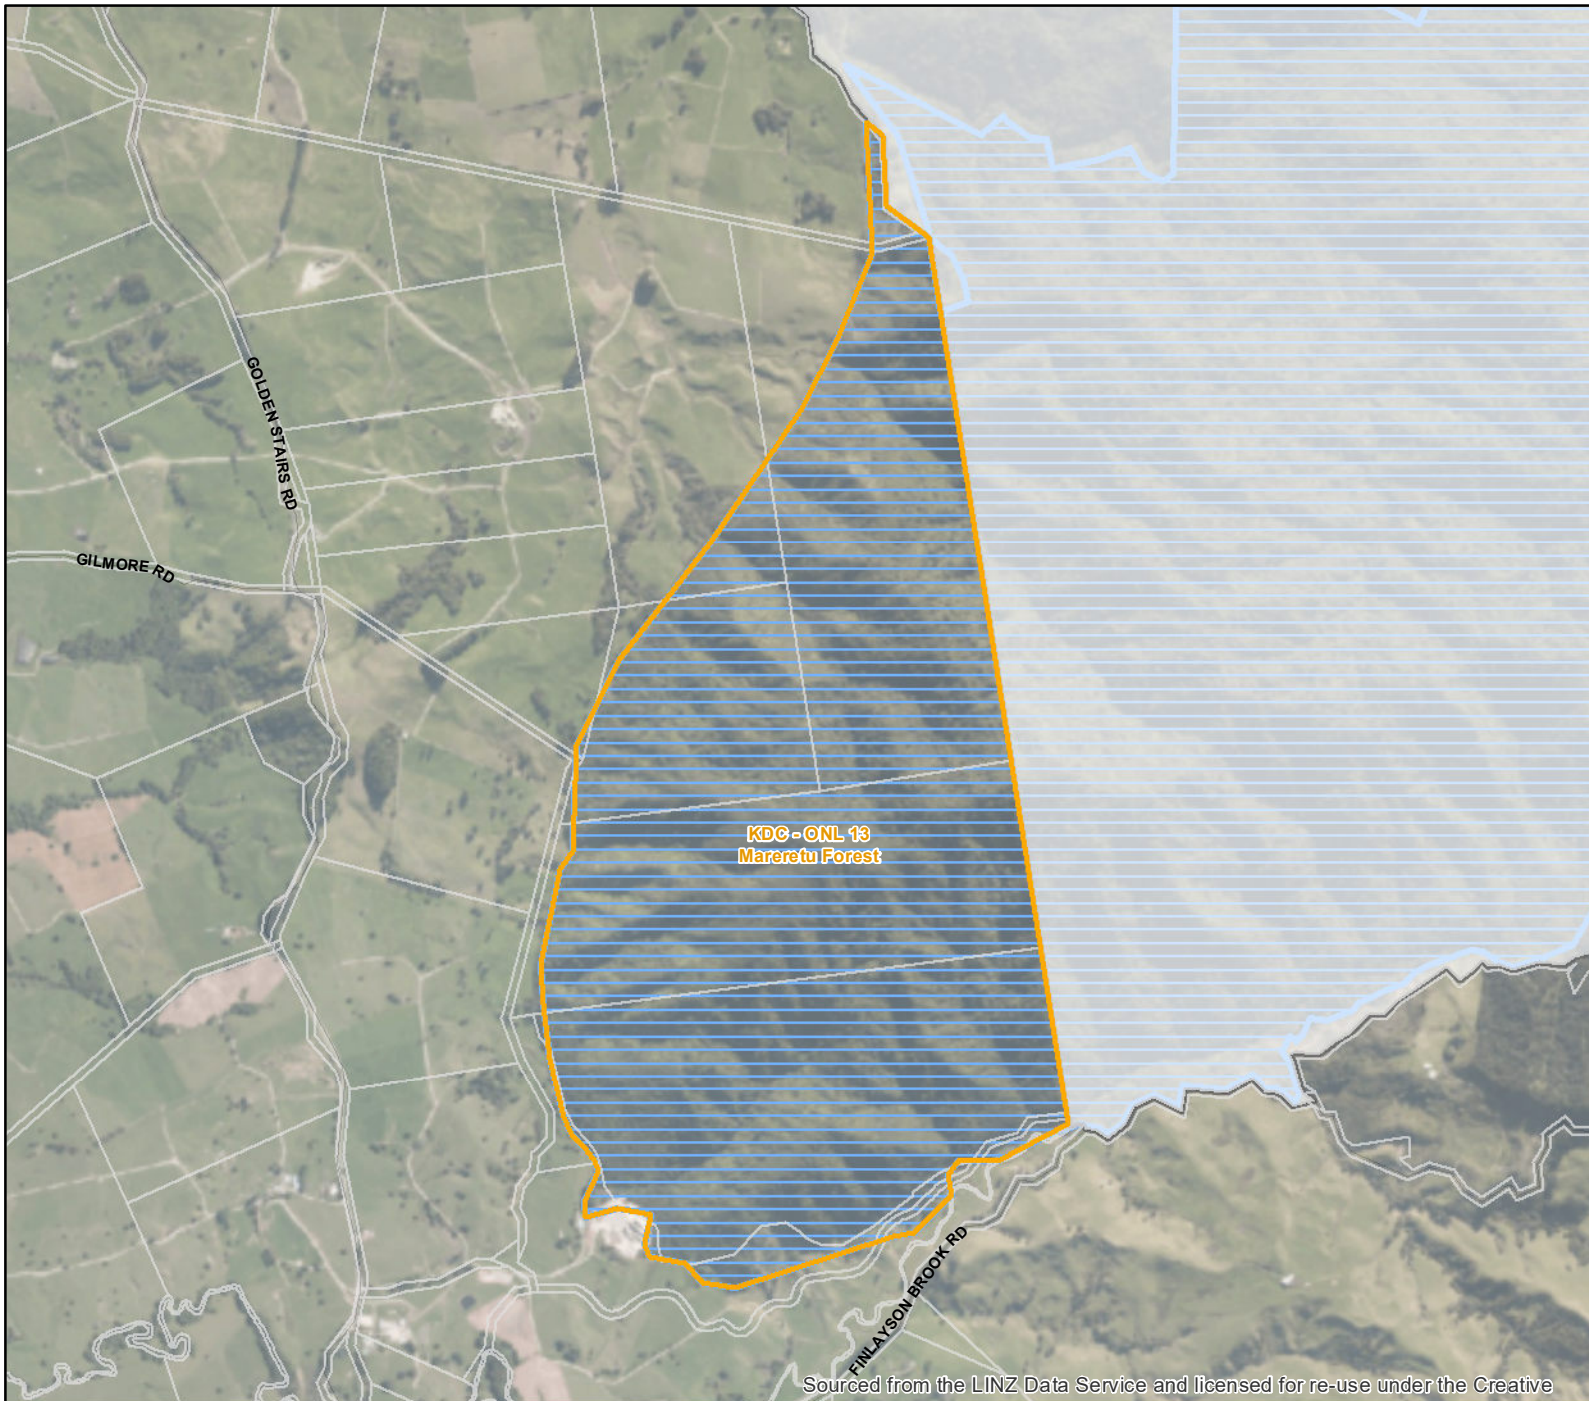 GOLDEN STAIRS RD
GILMORE RD
KDC - ONL 13
Mareretu Forest
FINLAYSON BROOK RD
Sourced from the LINZ Data Service and licensed for re-use under the Creative